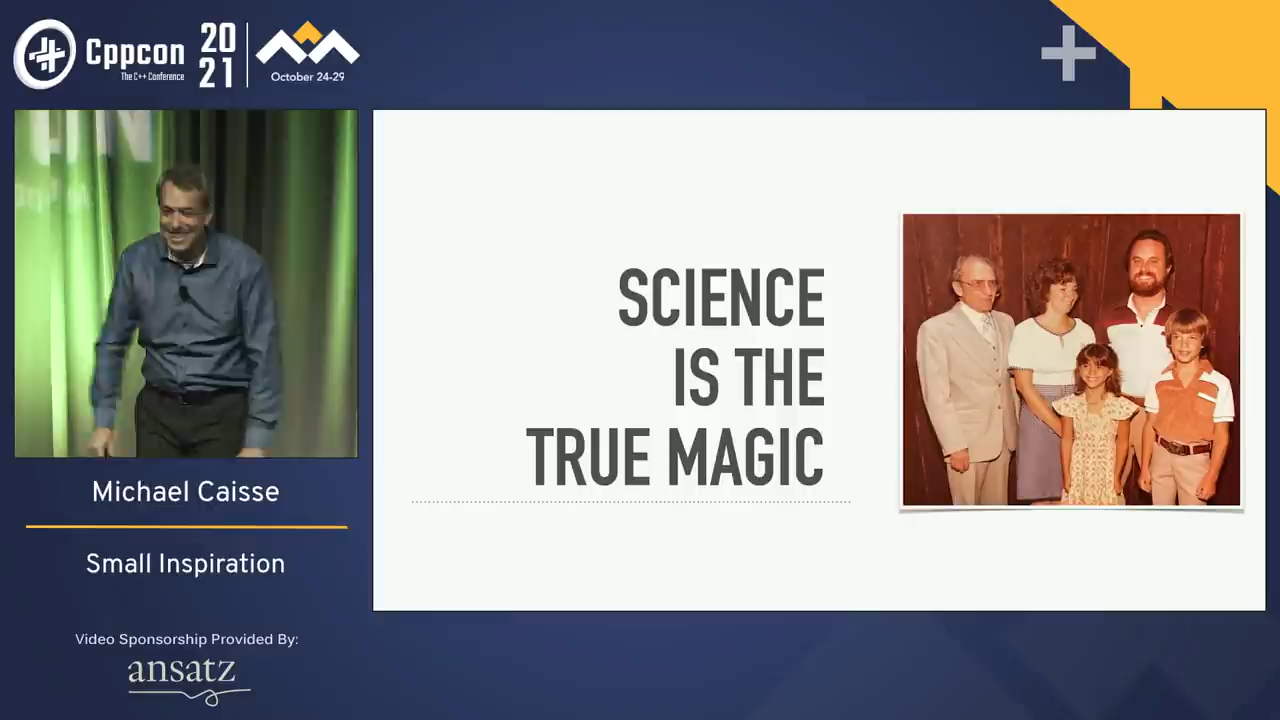 Cppcon
The C++ Conference
20
21
October 24-29
SCIENCE
IS THE
TRUE MAGIC
Michael Caisse
Small Inspiration
Video Sponsorship Provided By:
ansatz